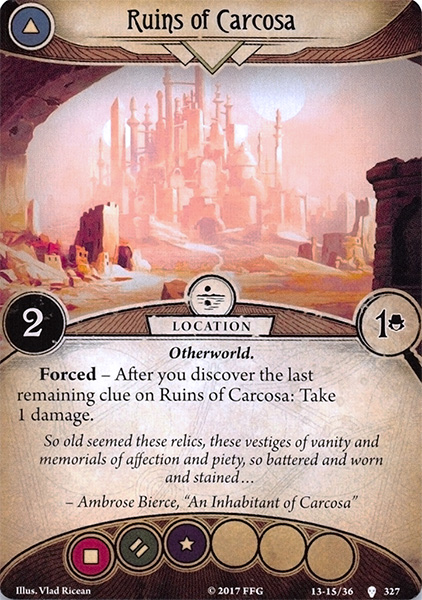 Ruins of Carcosa
2
LOCATION
1
Otherworld.
Forced – After you discover the last
remaining clue on Ruins of Carcosa: Take
1 damage.
So old seemed these relics, these vestiges of vanity and
memorials of affection and piety, so battered and worn
and stained…
– Ambrose Bierce, “An Inhabitant of Carcosa”
Illus. Vlad Ricean © 2017 FFG 13-15/36 327